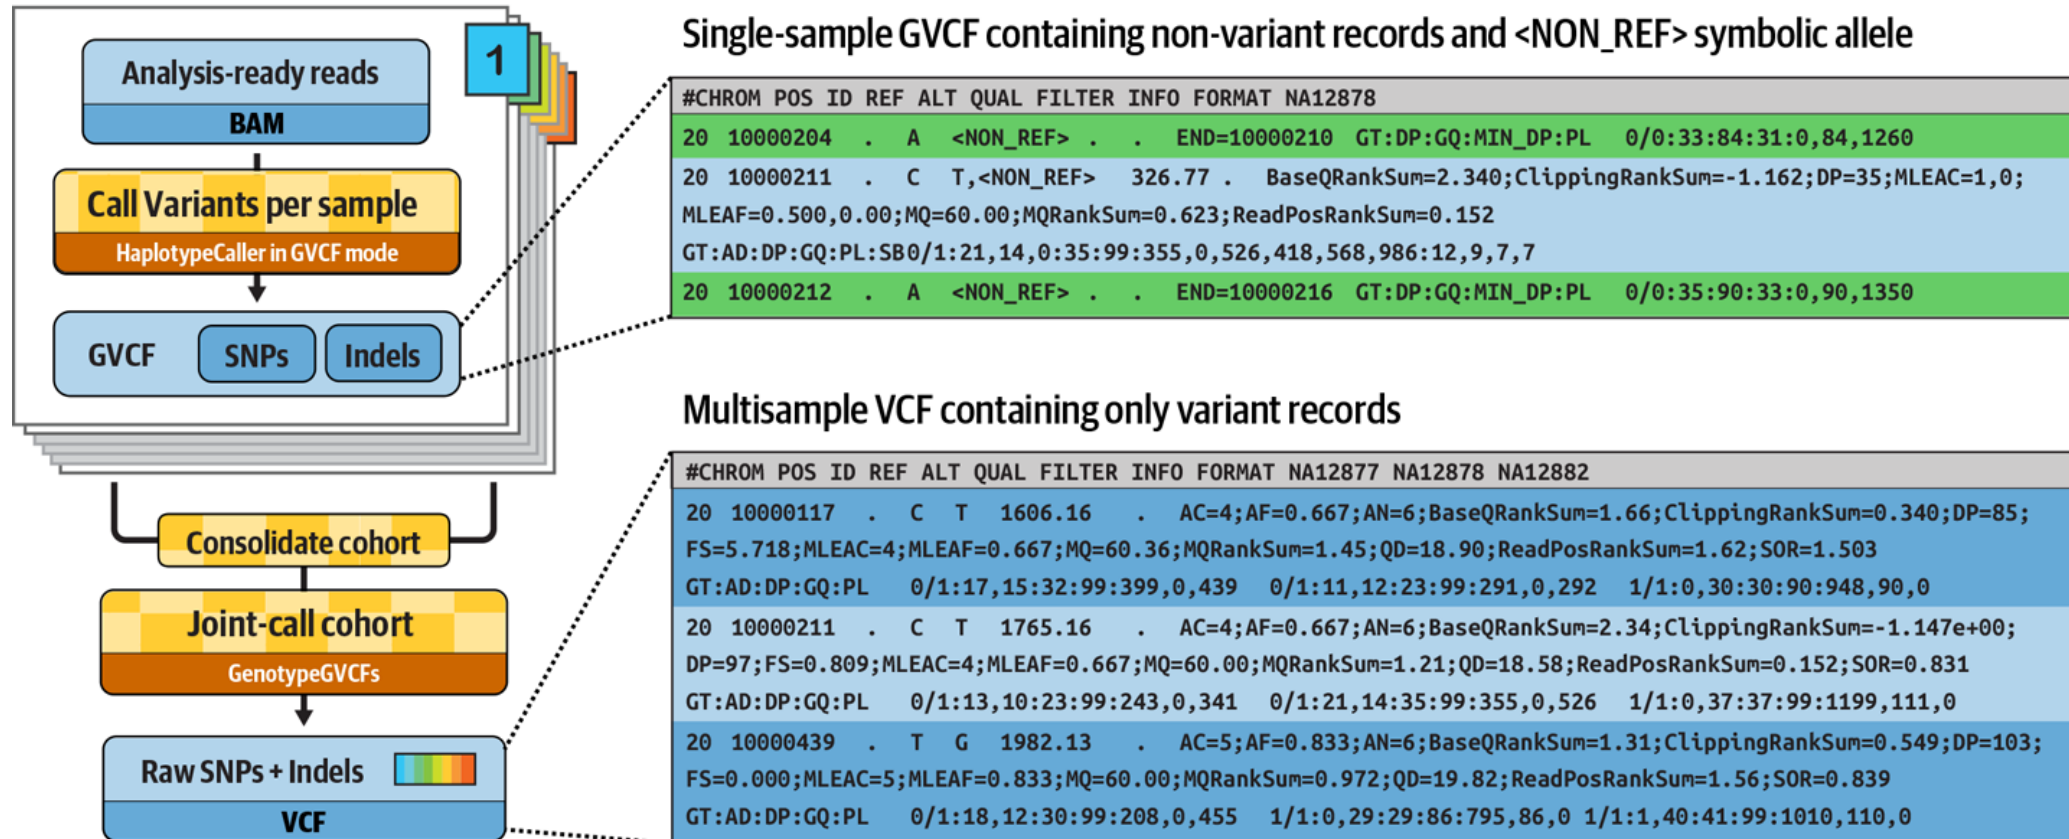 Analysis-ready reads
BAM
Call Variants per sample
HaplotypeCaller in GVCF mode
GVCF SNPs Indels
1
Consolidate cohort
Joint-call cohort
GenotypeGVCFs
Raw SNPs + Indels
VCF
Single-sample GVCF containing non-variant records and <NON_REF> symbolic allele
#CHROM POS ID REF ALT QUAL FILTER INFO FORMAT NA12878
20 10000204 . A <NON_REF> . . END=10000210 GT:DP:GQ:MIN_DP:PL 0/0:33:84:31:0,84,1260
20 10000211 . C T,<NON_REF> 326.77 . BaseQRankSum=2.340;ClippingRankSum=-1.162;DP=35;MLEAC=1,0;
MLEAF=0.500,0.00;MQ=60.00;MQRankSum=0.623;ReadPosRankSum=0.152
GT:AD:DP:GQ:PL:SB0/1:21,14,0:35:99:355,0,526,418,568,986:12,9,7,7
20 10000212 . A <NON_REF> . . END=10000216 GT:DP:GQ:MIN_DP:PL 0/0:35:90:33:0,90,1350
Multisample VCF containing only variant records
#CHROM POS ID REF ALT QUAL FILTER INFO FORMAT NA12877 NA12878 NA12882
20 10000117 . C T 1606.16 . AC=4;AF=0.667;AN=6;BaseQRankSum=1.66;ClippingRankSum=0.340;DP=85;
FS=5.718;MLEAC=4;MLEAF=0.667;MQ=60.36;MQRankSum=1.45;QD=18.90;ReadPosRankSum=1.62;SOR=1.503
GT:AD:DP:GQ:PL 0/1:17,15:32:99:399,0,439 0/1:11,12:23:99:291,0,292 1/1:0,30:30:90:948,90,0
20 10000211 . C T 1765.16 . AC=4;AF=0.667;AN=6;BaseQRankSum=2.34;ClippingRankSum=-1.147e+00;
DP=97;FS=0.809;MLEAC=4;MLEAF=0.667;MQ=60.00;MQRankSum=1.21;QD=18.58;ReadPosRankSum=0.152;SOR=0.831
GT:AD:DP:GQ:PL 0/1:13,10:23:99:243,0,341 0/1:21,14:35:99:355,0,526 1/1:0,37:37:99:1199,111,0
20 10000439 . T G 1982.13 . AC=5;AF=0.833;AN=6;BaseQRankSum=1.31;ClippingRankSum=0.549;DP=103;
FS=0.000;MLEAC=5;MLEAF=0.833;MQ=60.00;MQRankSum=0.972;QD=19.82;ReadPosRankSum=1.56;SOR=0.839
GT:AD:DP:GQ:PL 0/1:18,12:30:99:208,0,455 1/1:0,29:29:86:795,86,0 1/1:1,40:41:99:1010,110,0